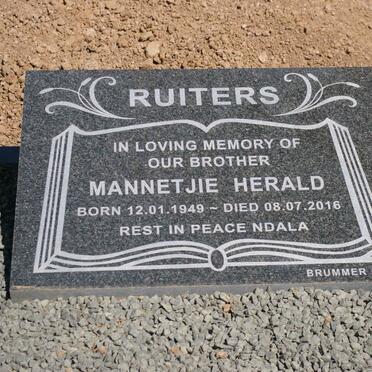 RUITERS
IN LOVING MEMORY OF
OUR BROTHER
MANNETJIE HERALD
BORN 12.01.1949 ~ DIED 08.07.2016
REST IN PEACE NDALA
BRUMMER